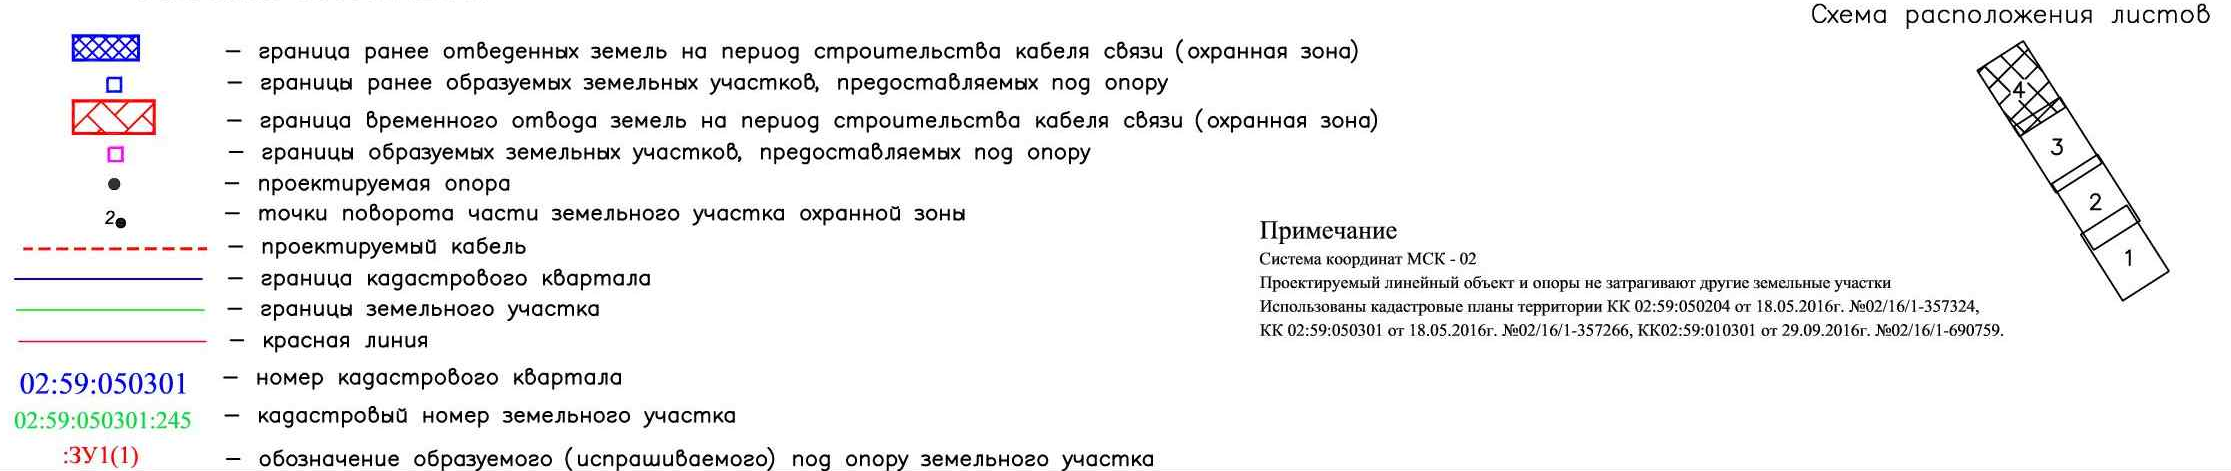 Схема расположения листов
– граница ранее отведенных земель на период строительства кабеля связи (охранная зона)
– границы ранее образуемых земельных участков, предоставляемых под опору
– граница временного отвода земель на период строительства кабеля связи (охранная зона)
– границы образуемых земельных участков, предоставляемых под опору
– проектируемая опора
2 – точки поворота части земельного участка охранной зоны
– проектируемый кабель
– граница кадастрового квартала
– границы земельного участка
– красная линия
02:59:050301 – номер кадастрового квартала
02:59:050301:245 – кадастровый номер земельного участка
:ЗУ1(1) – обозначение образуемого (испрашиваемого) под опору земельного участка
Примечание
Система координат МСК - 02
Проектируемый линейный объект и опоры не затрагивают другие земельные участки
Использованы кадастровые планы территории КК 02:59:050204 от 18.05.2016г. №02/16/1-357324,
КК 02:59:050301 от 18.05.2016г. №02/16/1-357266, КК02:59:010301 от 29.09.2016г. №02/16/1-690759.
4
3
2
1